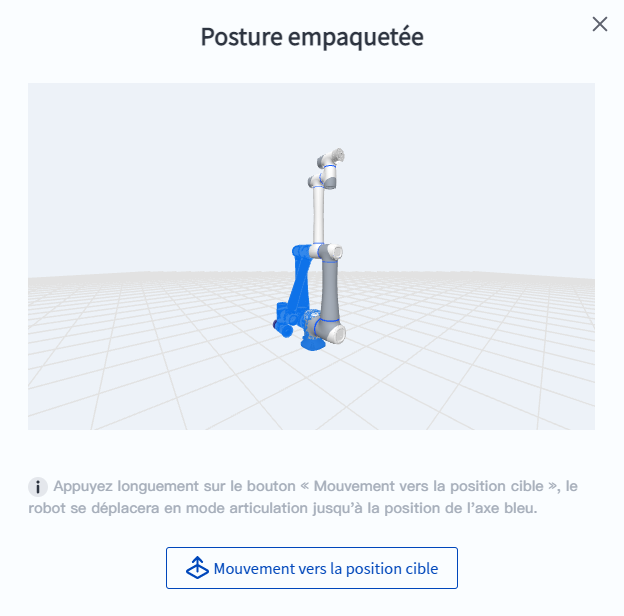 Posture empaquetée
Appuyez longuement sur le bouton « Mouvement vers la position cible », le
robot se déplacera en mode articulation jusqu'à la position de l'axe bleu.
Mouvement vers la position cible